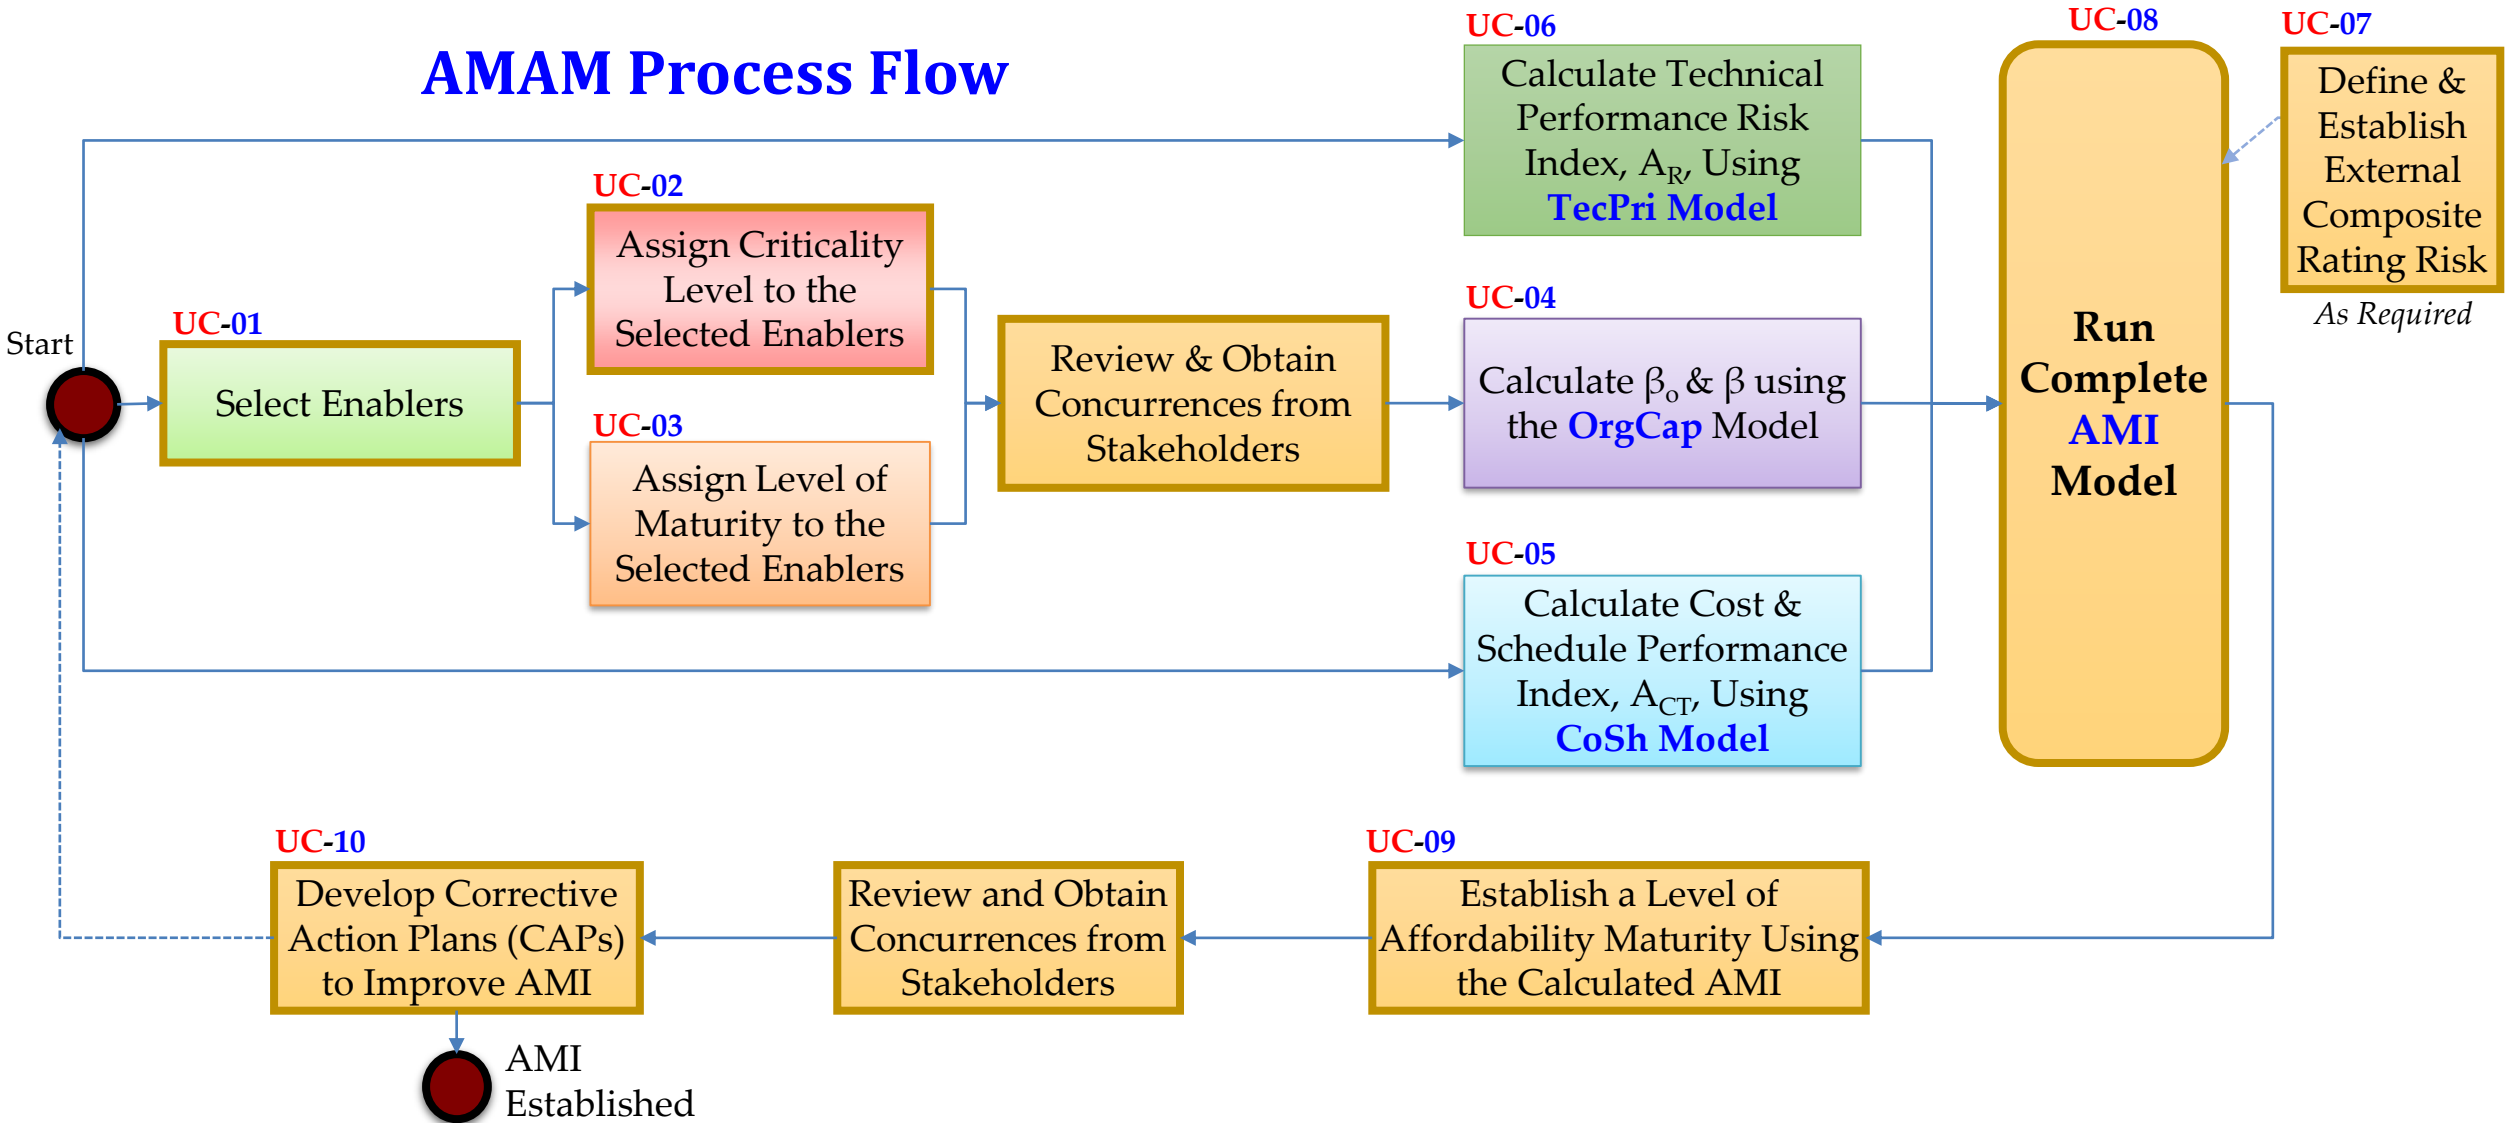 AMAM Process Flow
Start
UC-01
Select Enablers
UC-02
Assign Criticality
Level to the
Selected Enablers
UC-03
Assign Level of
Maturity to the
Selected Enablers
Review & Obtain
Concurrences from
Stakeholders
UC-06
Calculate Technical
Performance Risk
Index, A_R, Using
TecPri Model
UC-04
Calculate β_o & β using
the OrgCap Model
UC-05
Calculate Cost &
Schedule Performance
Index, A_CT, Using
CoSh Model
UC-08
Run
Complete
AMI
Model
UC-07
Define &
Establish
External
Composite
Rating Risk
As Required
UC-09
Establish a Level of
Affordability Maturity Using
the Calculated AMI
Review and Obtain
Concurrences from
Stakeholders
UC-10
Develop Corrective
Action Plans (CAPs)
to Improve AMI
AMI
Established